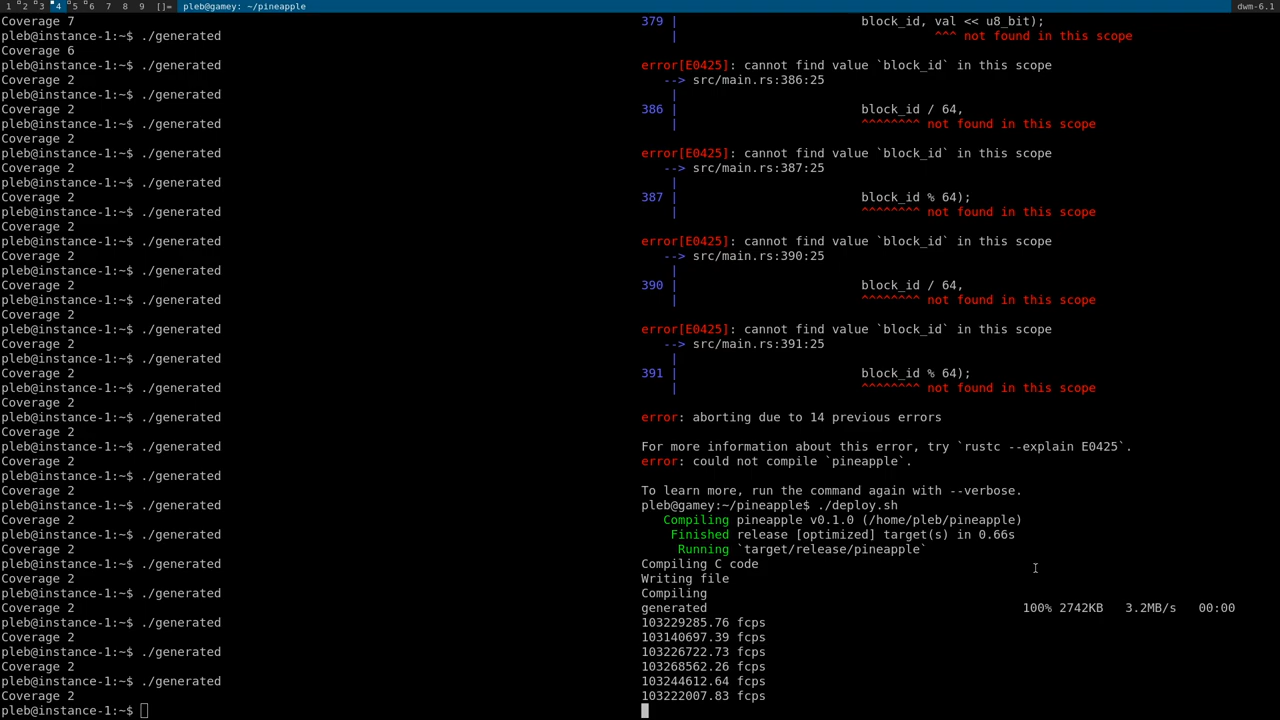 1 2 3 4 5 6 7 8 9 []= pleb@gamey: ~/pineapple dwm-6.1
Coverage 7
pleb@instance-1:~$ ./generated
Coverage 6
pleb@instance-1:~$ ./generated
Coverage 2
pleb@instance-1:~$ ./generated
Coverage 2
pleb@instance-1:~$ ./generated
Coverage 2
pleb@instance-1:~$ ./generated
Coverage 2
pleb@instance-1:~$ ./generated
Coverage 2
pleb@instance-1:~$ ./generated
Coverage 2
pleb@instance-1:~$ ./generated
Coverage 2
pleb@instance-1:~$ ./generated
Coverage 2
pleb@instance-1:~$ ./generated
Coverage 2
pleb@instance-1:~$ ./generated
Coverage 2
pleb@instance-1:~$ ./generated
Coverage 2
pleb@instance-1:~$ ./generated
Coverage 2
pleb@instance-1:~$ ./generated
Coverage 2
pleb@instance-1:~$ ./generated
Coverage 2
pleb@instance-1:~$ ./generated
Coverage 2
pleb@instance-1:~$ ./generated
Coverage 2
pleb@instance-1:~$ ./generated
Coverage 2
pleb@instance-1:~$ ./generated
Coverage 2
pleb@instance-1:~$ ./generated
Coverage 2
pleb@instance-1:~$ ./generated
Coverage 2
pleb@instance-1:~$ ./generated
Coverage 2
pleb@instance-1:~$ ./generated
Coverage 2
pleb@instance-1:~$
379 | block_id, val << u8_bit);
| ^^^ not found in this scope
error[E0425]: cannot find value `block_id` in this scope
--> src/main.rs:386:25
|
386 | block_id / 64,
| ^^^^^^^^ not found in this scope
error[E0425]: cannot find value `block_id` in this scope
--> src/main.rs:387:25
|
387 | block_id % 64);
| ^^^^^^^^ not found in this scope
error[E0425]: cannot find value `block_id` in this scope
--> src/main.rs:390:25
|
390 | block_id / 64,
| ^^^^^^^^ not found in this scope
error[E0425]: cannot find value `block_id` in this scope
--> src/main.rs:391:25
|
391 | block_id % 64);
| ^^^^^^^^ not found in this scope
error: aborting due to 14 previous errors
For more information about this error, try `rustc --explain E0425`.
error: could not compile `pineapple`.
To learn more, run the command again with --verbose.
pleb@gamey:~/pineapple$ ./deploy.sh
Compiling pineapple v0.1.0 (/home/pleb/pineapple)
Finished release [optimized] target(s) in 0.66s
Running `target/release/pineapple`
Compiling C code
Writing file
Compiling
generated 100% 2742KB 3.2MB/s 00:00
103229285.76 fcps
103140697.39 fcps
103226722.73 fcps
103268562.26 fcps
103244612.64 fcps
103222007.83 fcps